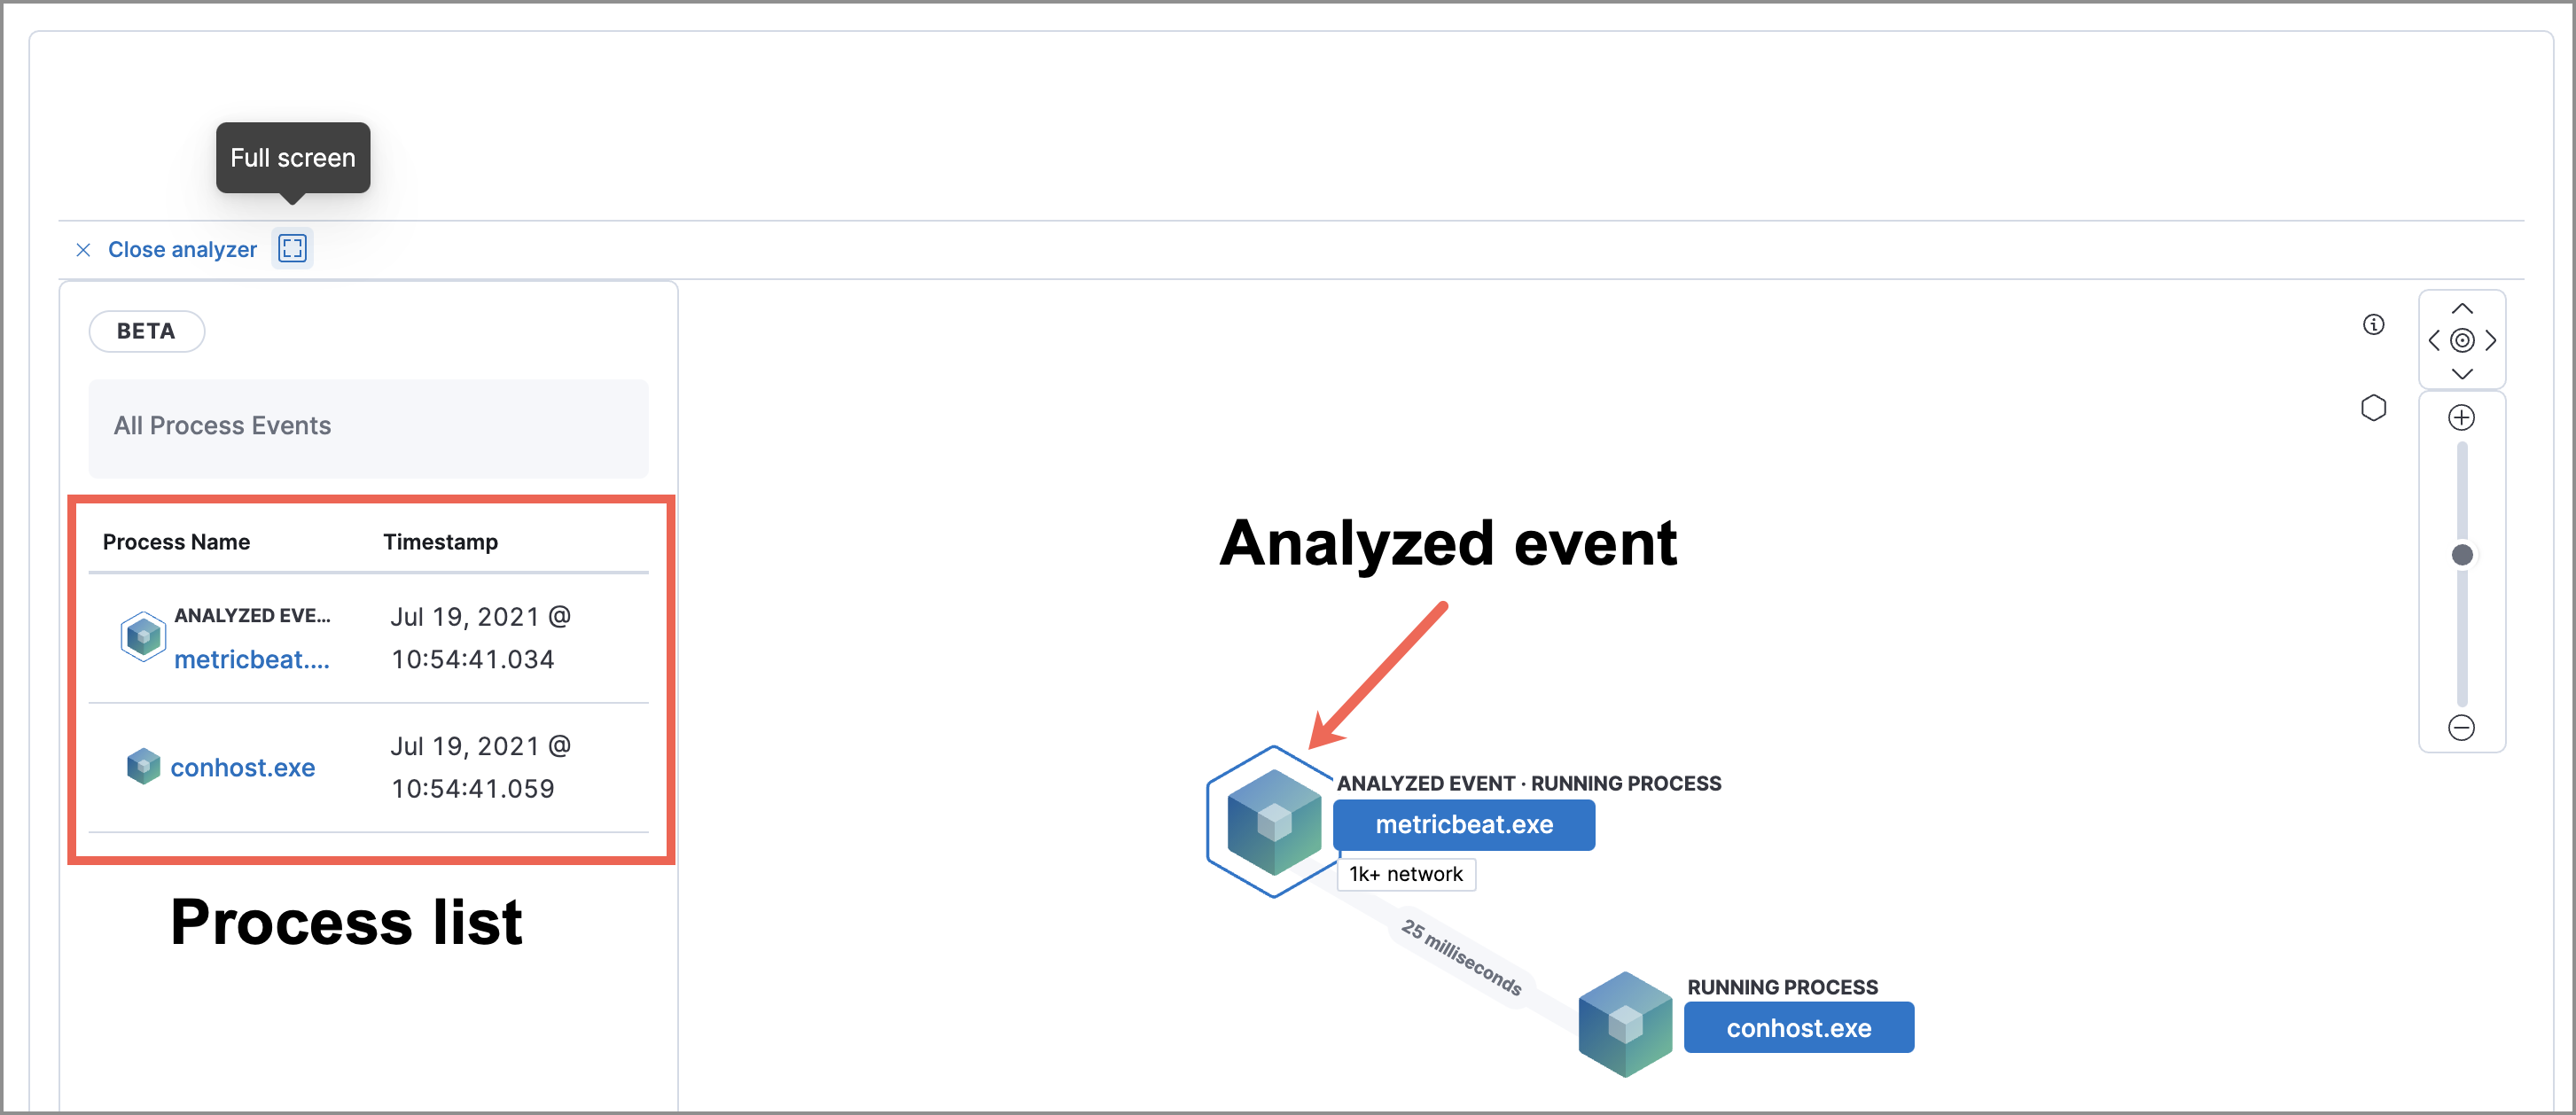 Full screen
Close analyzer
BETA
All Process Events
Process Name Timestamp
ANALYZED EVE...
metricbeat....
Jul 19, 2021 @
10:54:41.034
conhost.exe
Jul 19, 2021 @
10:54:41.059
Process list
Analyzed event
ANALYZED EVENT · RUNNING PROCESS
metricbeat.exe
1k+ network
25 milliseconds
RUNNING PROCESS
conhost.exe